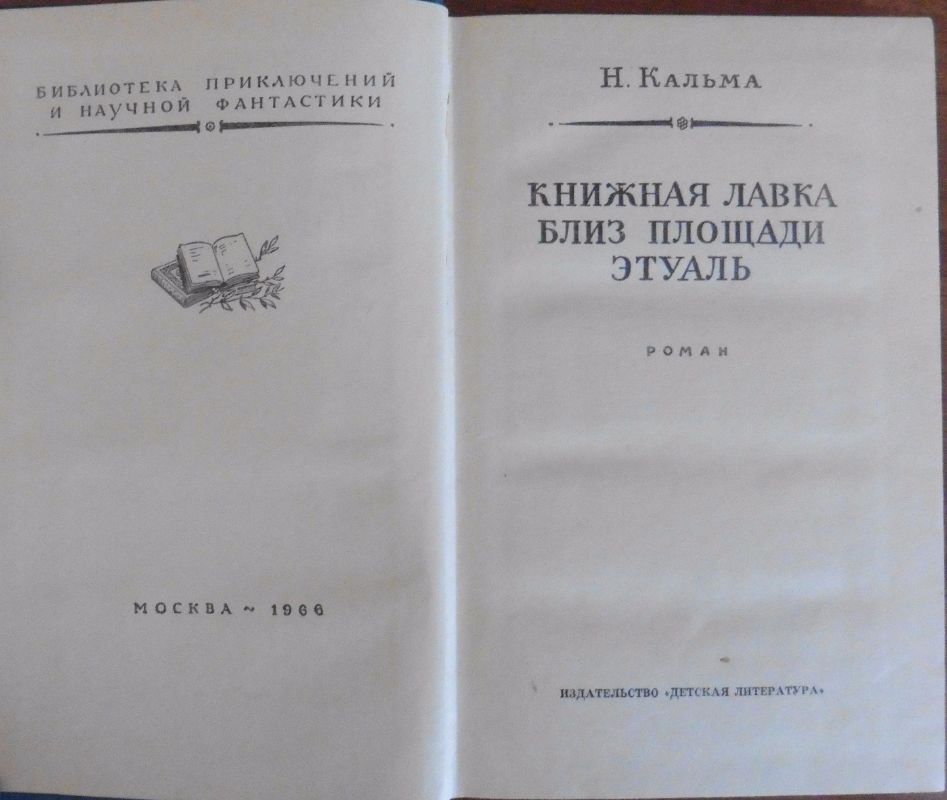 БИБЛИОТЕКА ПРИКЛЮЧЕНИЙ
И НАУЧНОЙ ФАНТАСТИКИ
МОСКВА ~ 1966
Н. КАЛЬМА
КНИЖНАЯ ЛАВКА
БЛИЗ ПЛОЩАДИ
ЭТУАЛЬ
РОМАН
ИЗДАТЕЛЬСТВО «ДЕТСКАЯ ЛИТЕРАТУРА»